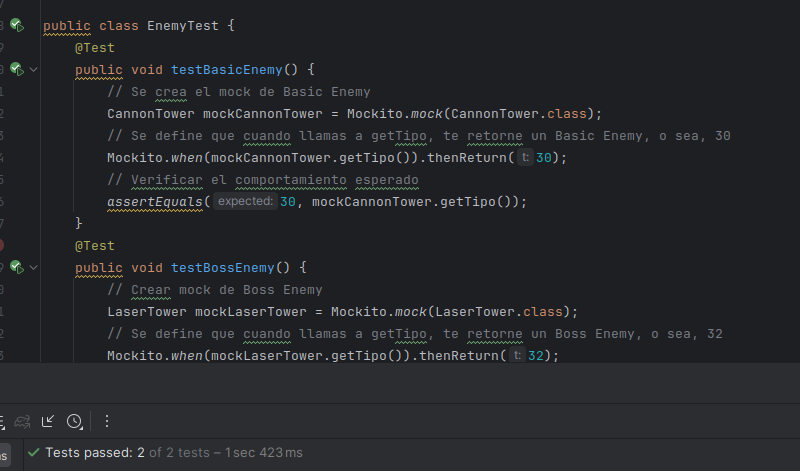 public class EnemyTest {
@Test
public void testBasicEnemy() {
// Se crea el mock de Basic Enemy
CannonTower mockCannonTower = Mockito.mock(CannonTower.class);
// Se define que cuando llamas a getTipo, te retorne un Basic Enemy, o sea, 30
Mockito.when(mockCannonTower.getTipo()).thenReturn( t: 30);
// Verificar el comportamiento esperado
assertEquals( expected: 30, mockCannonTower.getTipo());
}
@Test
public void testBossEnemy() {
// Crear mock de Boss Enemy
LaserTower mockLaserTower = Mockito.mock(LaserTower.class);
// Se define que cuando llamas a getTipo, te retorne un Boss Enemy, o sea, 32
Mockito.when(mockLaserTower.getTipo()).thenReturn( t: 32);
Tests passed: 2 of 2 tests – 1 sec 423 ms